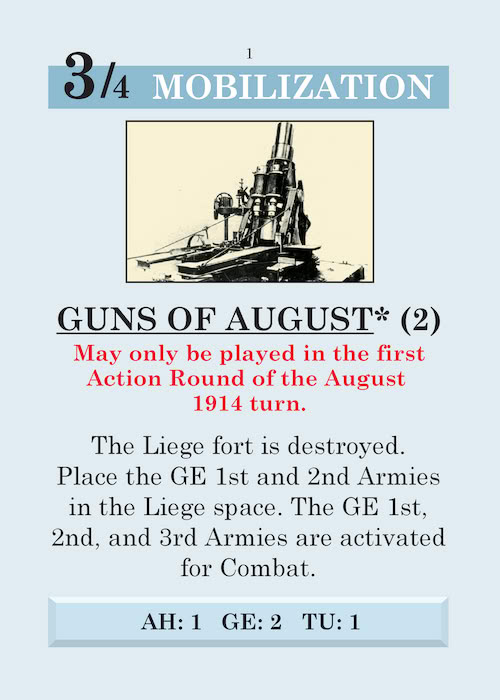 1
3/4 MOBILIZATION
GUNS OF AUGUST* (2)
May only be played in the first
Action Round of the August
1914 turn.
The Liege fort is destroyed.
Place the GE 1st and 2nd Armies
in the Liege space. The GE 1st,
2nd, and 3rd Armies are activated
for Combat.
AH: 1 GE: 2 TU: 1